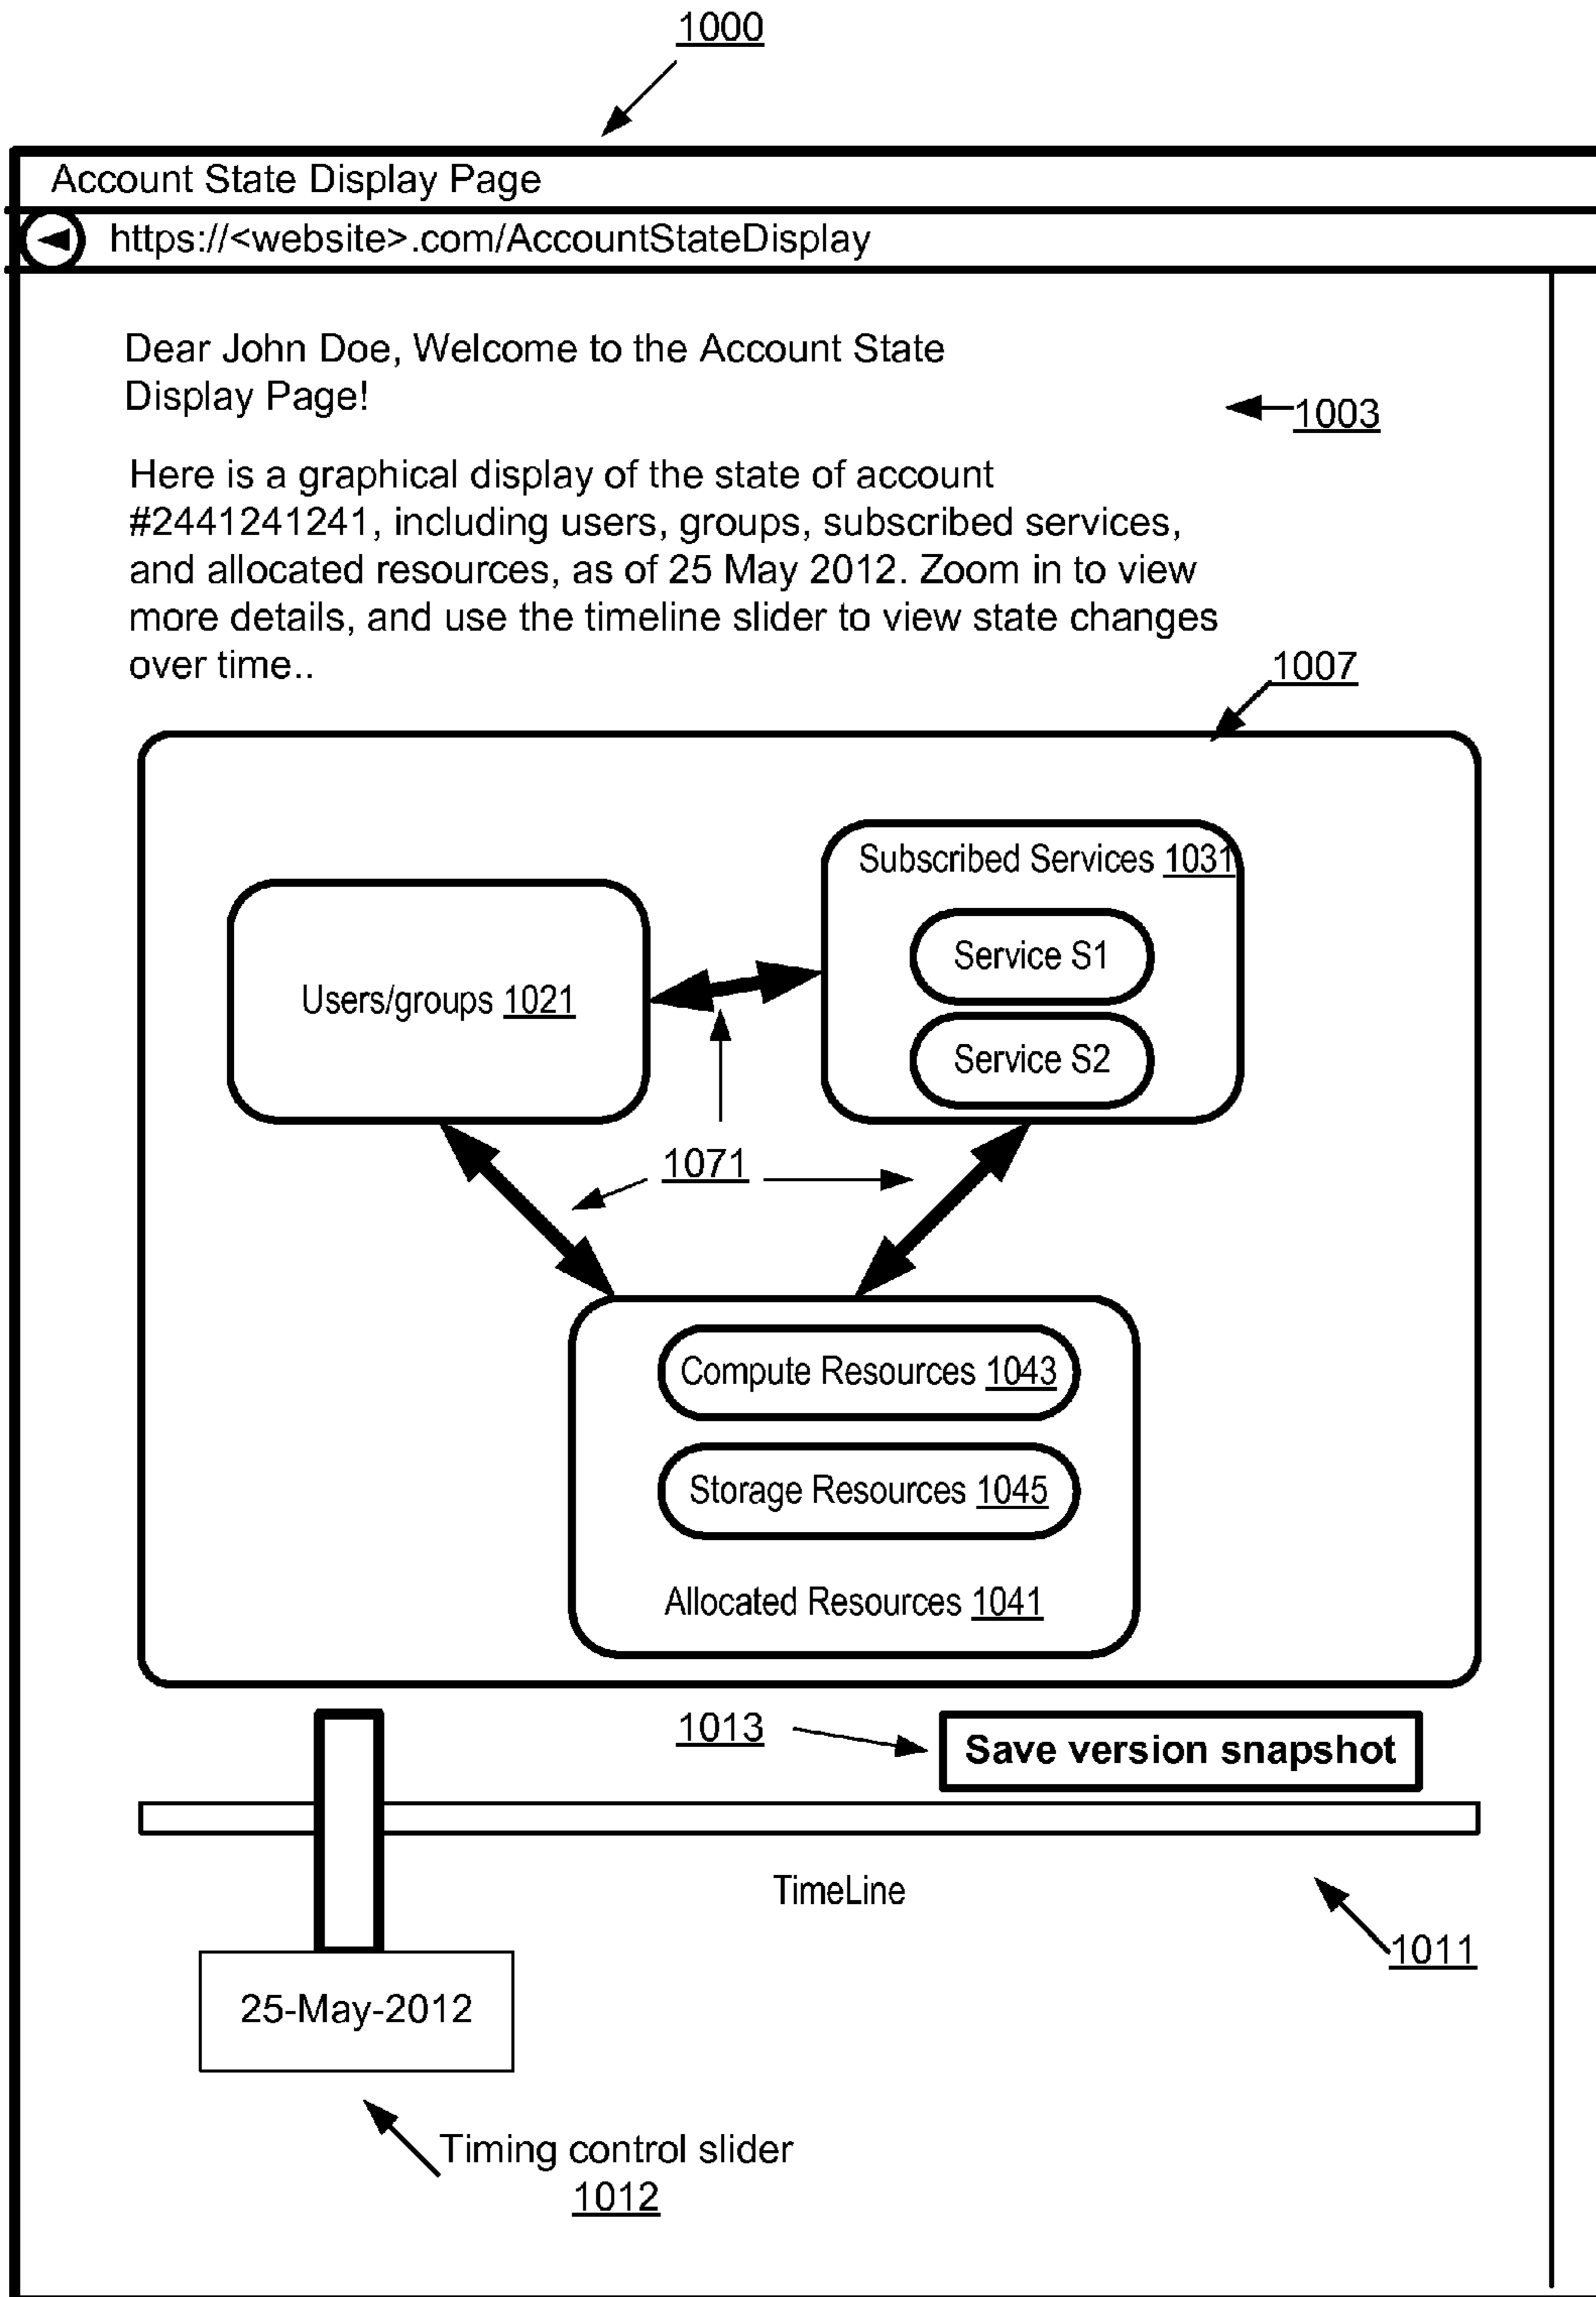 1000
Account State Display Page
https://<website>.com/AccountStateDisplay
Dear John Doe, Welcome to the Account State
Display Page!
1003
Here is a graphical display of the state of account
#2441241241, including users, groups, subscribed services,
and allocated resources, as of 25 May 2012. Zoom in to view
more details, and use the timeline slider to view state changes
over time..
1007
Subscribed Services 1031
Service S1
Users/groups 1021
Service S2
1071
Compute Resources 1043
Storage Resources 1045
Allocated Resources 1041
1013
Save version snapshot
TimeLine
1011
25-May-2012
Timing control slider
1012